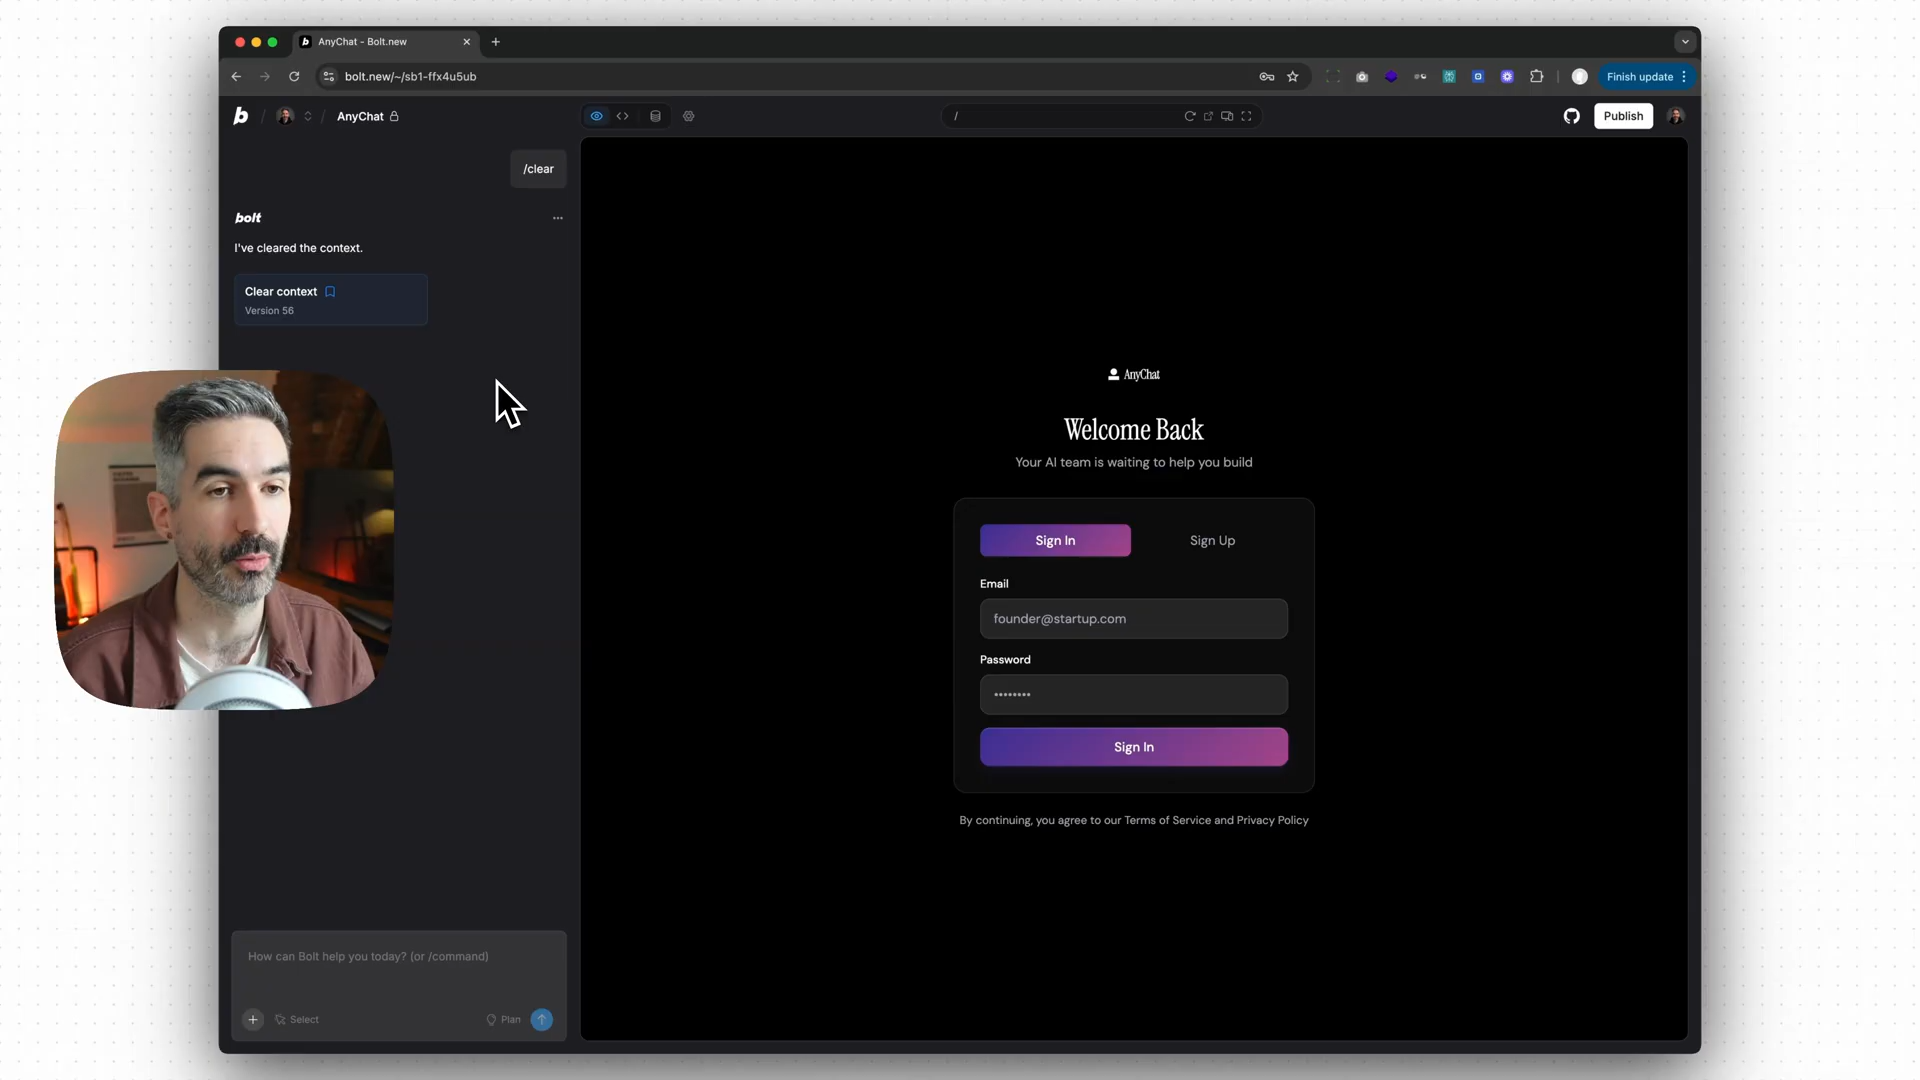 AnyChat - Bolt.new
bolt.new/~/sb1-ffx4u5ub
Finish update
b / / AnyChat
/
Publish
/clear
bolt
I've cleared the context.
Clear context
Version 56
AnyChat
Welcome Back
Your AI team is waiting to help you build
Sign In
Sign Up
Email
founder@startup.com
Password
Sign In
By continuing, you agree to our Terms of Service and Privacy Policy
How can Bolt help you today? (or /command)
Select
Plan